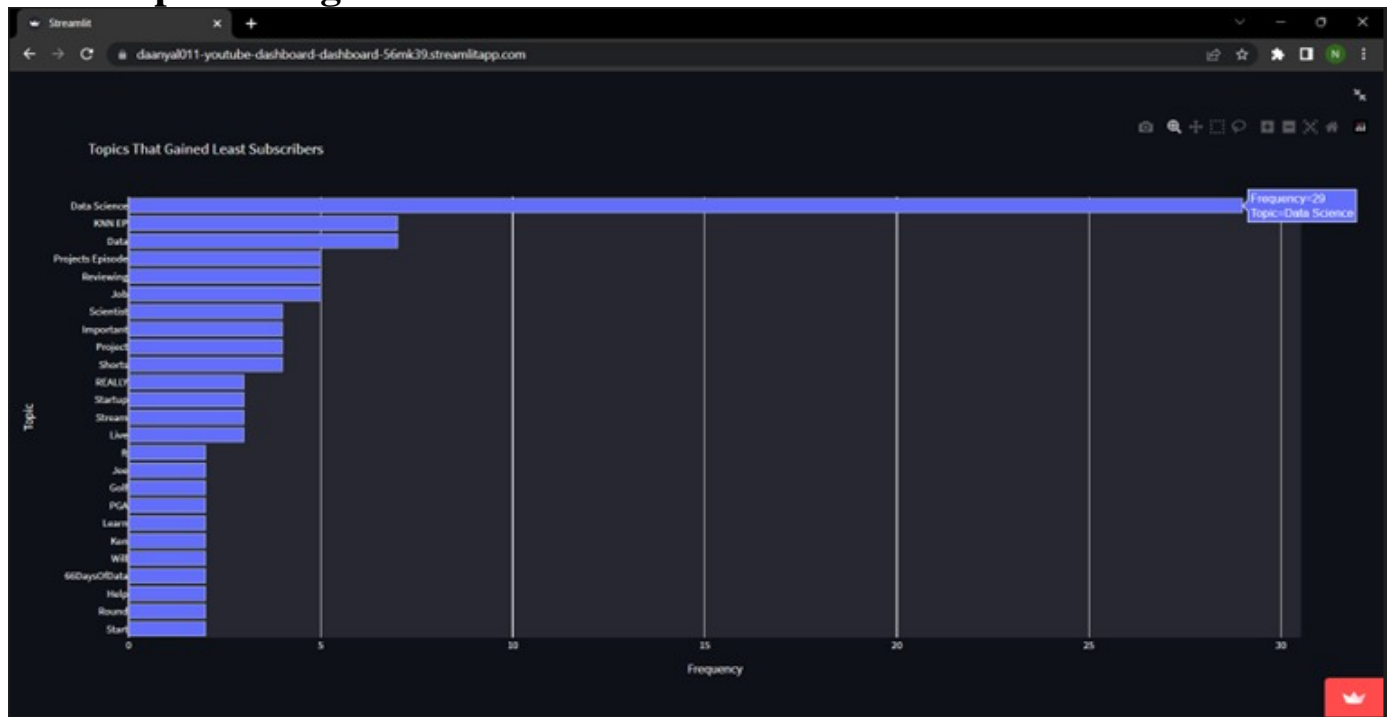 Streamlit
daanyal011-youtube-dashboard-dashboard-56mk39.streamlitapp.com
N
Topics That Gained Least Subscribers
Frequency=29
Topic=Data Science
Data Science
KNN EP
Data
Projects Episode
Reviewing
Job
Scientist
Important
Project
Shorts
REALLY
Startup
Stream
Live
R
Joe
Golf
PGA
Learn
Ken
Will
66DaysOfData
Help
Round
Start
Topic
0 5 10 15 20 25 30
Frequency